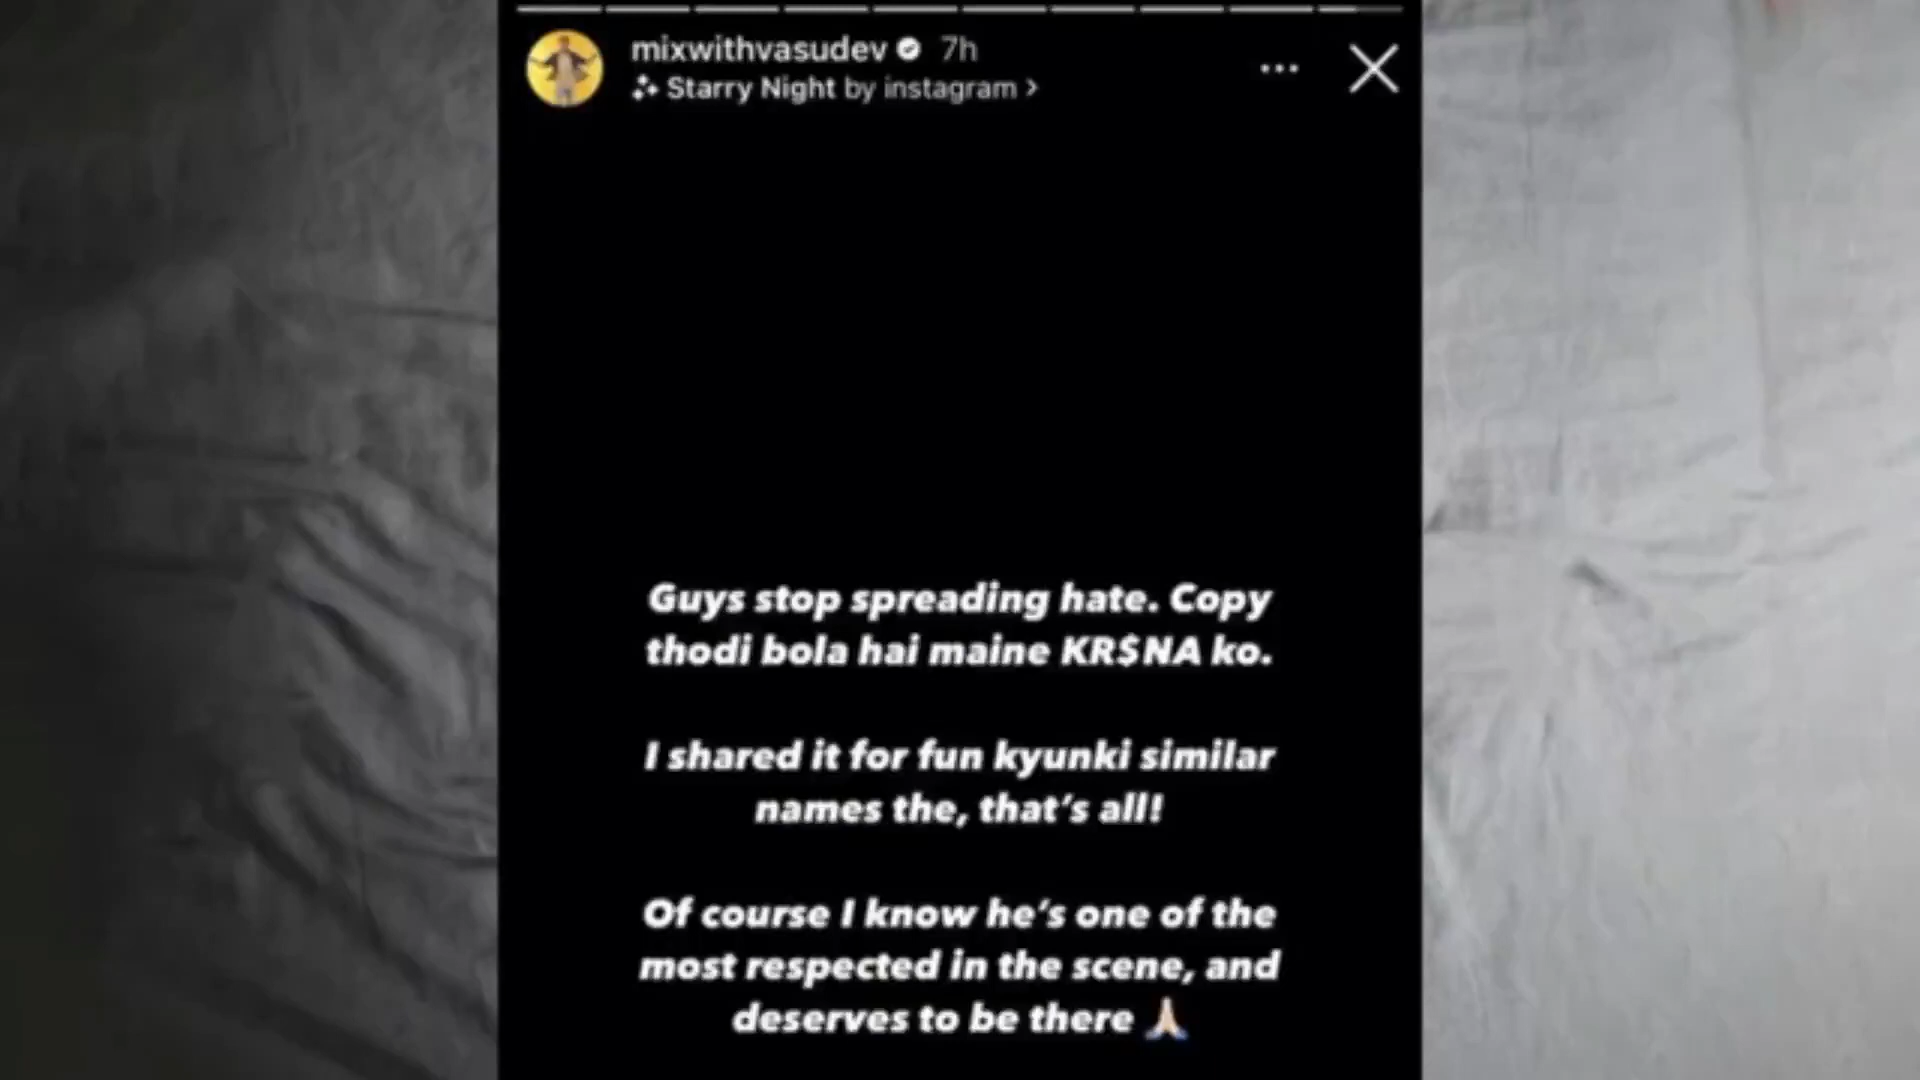 mixwithvasudev 7h
Starry Night by instagram >
Guys stop spreading hate. Copy
thodi bola hai maine KR$NA ko.
I shared it for fun kyunki similar
names the, that's all!
Of course I know he's one of the
most respected in the scene, and
deserves to be there 🙏🏻